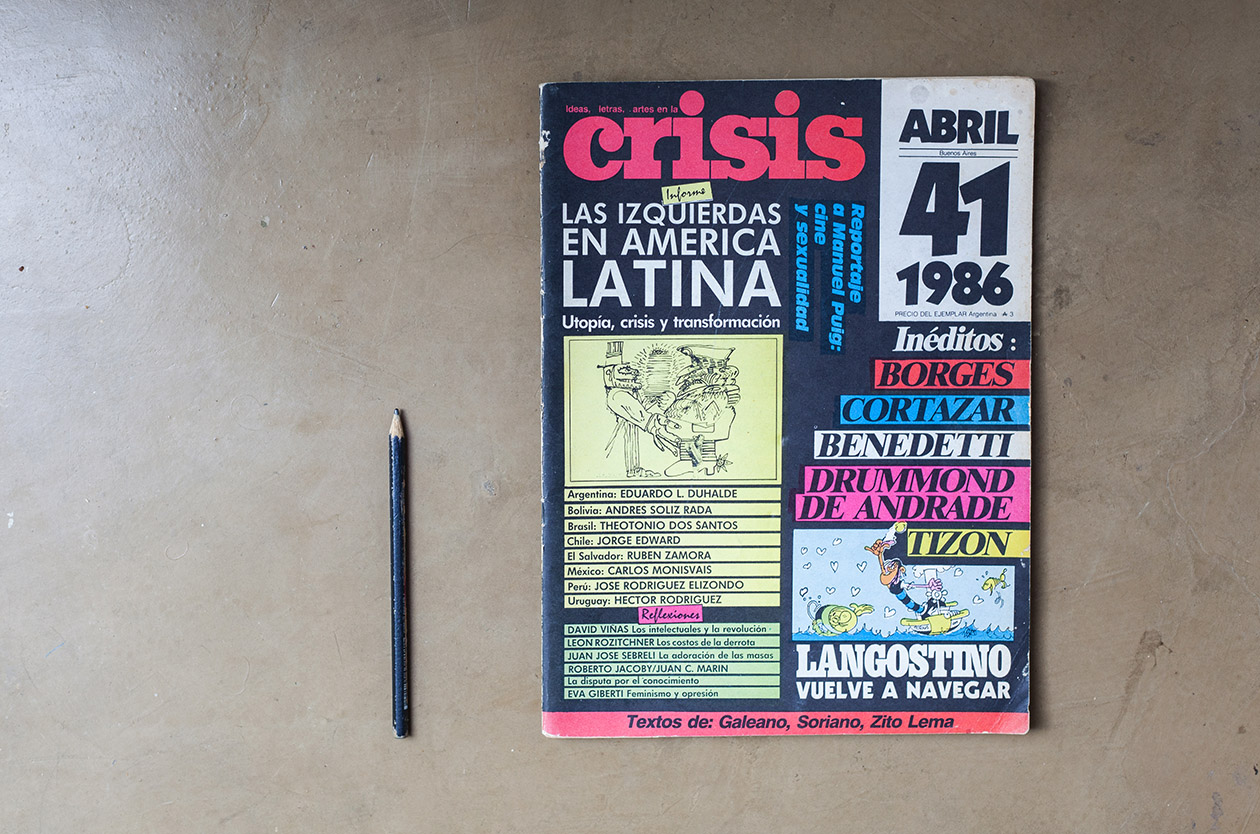 Ideas, letras, artes en la
crisis
ABRIL
Buenos Aires
41
1986
PRECIO DEL EJEMPLAR Argentina ₳ 3
Informe
LAS IZQUIERDAS
EN AMERICA
LATINA
Utopía, crisis y transformación
Reportaje
a Manuel Puig:
cine
y sexualidad
Inéditos :
BORGES
CORTAZAR
BENEDETTI
DRUMMOND
DE ANDRADE
TIZON
Argentina: EDUARDO L. DUHALDE
Bolivia: ANDRES SOLIZ RADA
Brasil: THEOTONIO DOS SANTOS
Chile: JORGE EDWARD
El Salvador: RUBEN ZAMORA
México: CARLOS MONISVAIS
Perú: JOSE RODRIGUEZ ELIZONDO
Uruguay: HECTOR RODRIGUEZ
Reflexiones
DAVID VIÑAS Los intelectuales y la revolución
LEON ROZITCHNER Los costos de la derrota
JUAN JOSE SEBRELI La adoración de las masas
ROBERTO JACOBY/JUAN C. MARIN
La disputa por el conocimiento
EVA GIBERTI Feminismo y opresión
LANGOSTINO
VUELVE A NAVEGAR
Textos de: Galeano, Soriano, Zito Lema